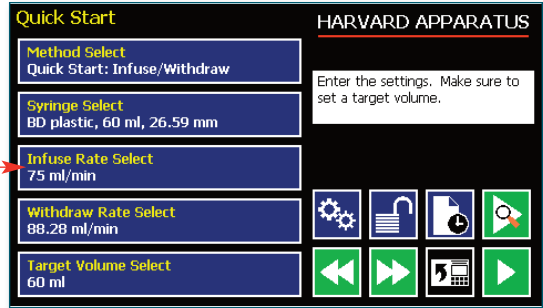 Quick Start
Method Select
Quick Start: Infuse/Withdraw
Syringe Select
BD plastic, 60 ml, 26.59 mm
Infuse Rate Select
75 ml/min
Withdraw Rate Select
88.28 ml/min
Target Volume Select
60 ml
HARVARD APPARATUS
Enter the settings. Make sure to
set a target volume.
5